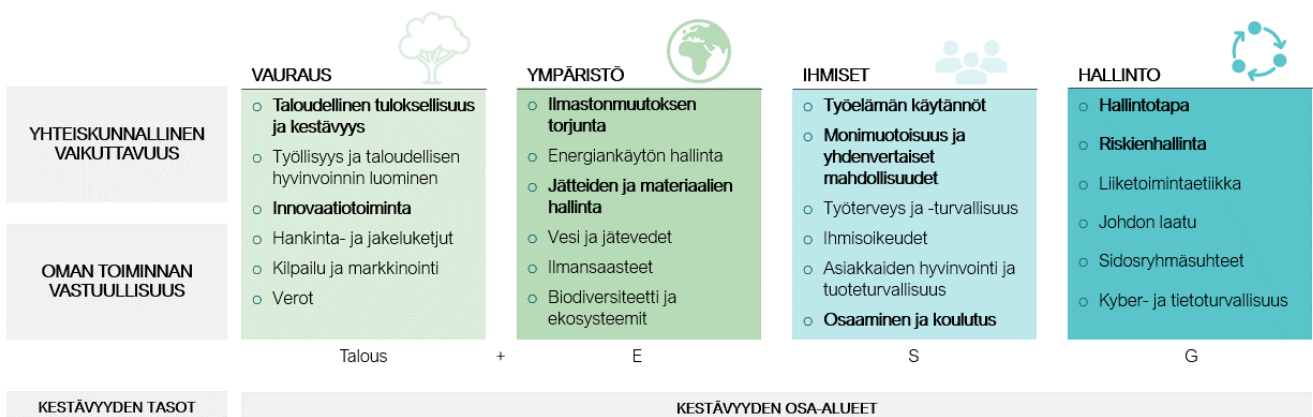 VAURAUS
YMPÄRISTÖ
IHMISET
HALLINTO
YHTEISKUNNALLINEN
VAIKUTTAVUUS
OMAN TOIMINNAN
VASTUULLISUUS
o Taloudellinen tuloksellisuus
ja kestävyys
o Työllisyys ja taloudellisen
hyvinvoinnin luominen
o Innovaatiotoiminta
o Hankinta- ja jakeluketjut
o Kilpailu ja markkinointi
o Verot
o Ilmastonmuutoksen
torjunta
o Energiankäytön hallinta
o Jätteiden ja materiaalien
hallinta
o Vesi ja jätevedet
o Ilmansaasteet
o Biodiversiteetti ja
ekosysteemit
o Työelämän käytännöt
o Monimuotoisuus ja
yhdenvertaiset
mahdollisuudet
o Työterveys ja -turvallisuus
o Ihmisoikeudet
o Asiakkaiden hyvinvointi ja
tuoteturvallisuus
o Osaaminen ja koulutus
o Hallintotapa
o Riskienhallinta
o Liiketoimintaetiikka
o Johdon laatu
o Sidosryhmäsuhteet
o Kyber- ja tietoturvallisuus
Talous + E S G
KESTÄVYYDEN TASOT
KESTÄVYYDEN OSA-ALUEET